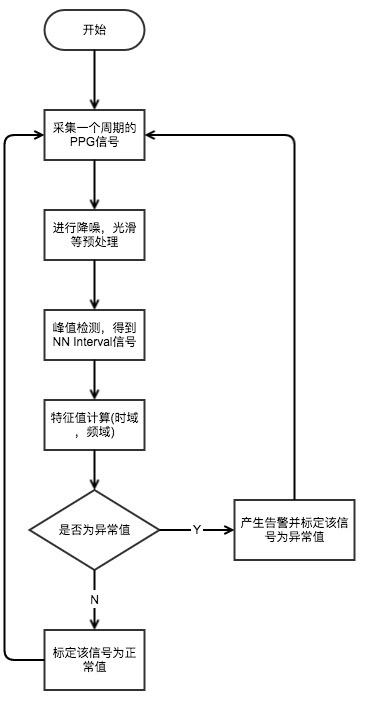 开始
采集一个周期的
PPG信号
进行降噪，光滑
等预处理
峰值检测，得到
NN Interval信号
特征值计算(时域
，频域)
是否为异常值
Y
产生告警并标定该信
号为异常值
N
标定该信号为正
常值